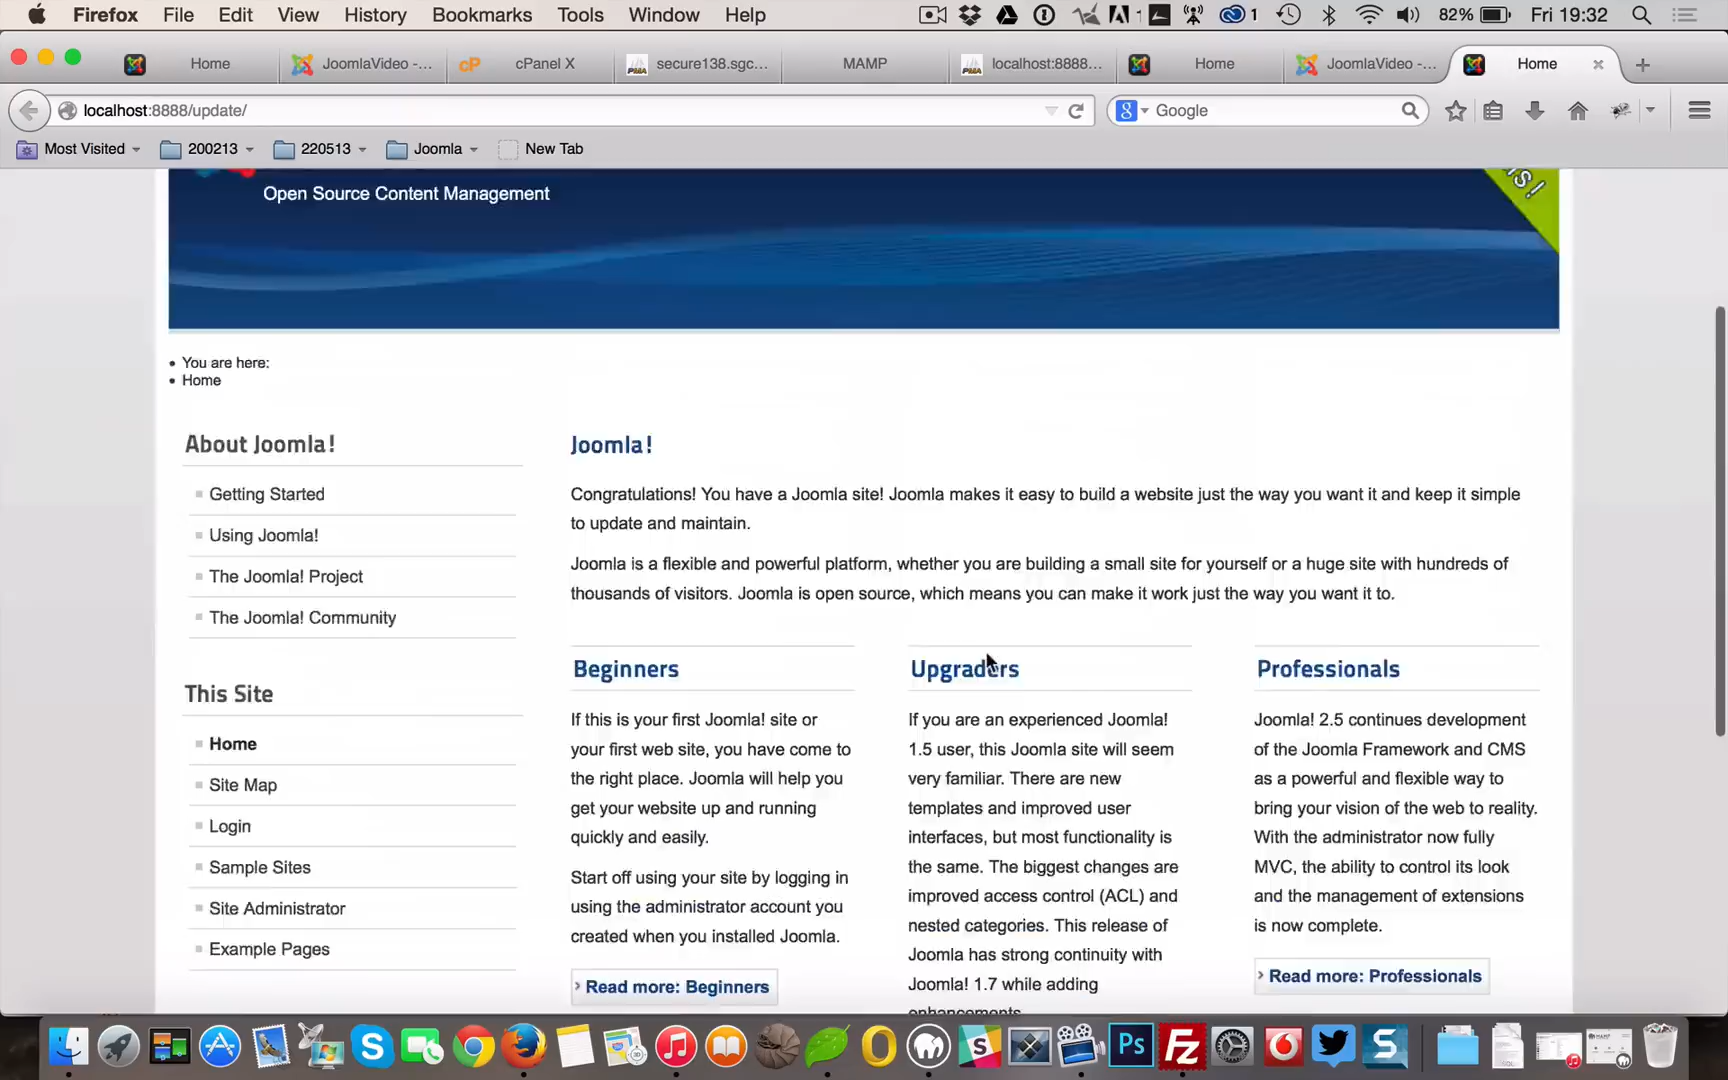 Firefox File Edit View History Bookmarks Tools Window Help 1 1 82% Fri 19:32
Home JoomlaVideo -... cPanel X secure138.sgc... MAMP localhost:8888... Home JoomlaVideo -... Home
localhost:8888/update/ Google
Most Visited 200213 220513 Joomla New Tab
Open Source Content Management
You are here:
Home
About Joomla!
Getting Started
Using Joomla!
The Joomla! Project
The Joomla! Community
This Site
Home
Site Map
Login
Sample Sites
Site Administrator
Example Pages
Joomla!
Congratulations! You have a Joomla site! Joomla makes it easy to build a website just the way you want it and keep it simple
to update and maintain.
Joomla is a flexible and powerful platform, whether you are building a small site for yourself or a huge site with hundreds of
thousands of visitors. Joomla is open source, which means you can make it work just the way you want it to.
Beginners
If this is your first Joomla! site or
your first web site, you have come to
the right place. Joomla will help you
get your website up and running
quickly and easily.
Start off using your site by logging in
using the administrator account you
created when you installed Joomla.
Read more: Beginners
Upgraders
If you are an experienced Joomla!
1.5 user, this Joomla site will seem
very familiar. There are new
templates and improved user
interfaces, but most functionality is
the same. The biggest changes are
improved access control (ACL) and
nested categories. This release of
Joomla has strong continuity with
Joomla! 1.7 while adding
enhancements.
Professionals
Joomla! 2.5 continues development
of the Joomla Framework and CMS
as a powerful and flexible way to
bring your vision of the web to reality.
With the administrator now fully
MVC, the ability to control its look
and the management of extensions
is now complete.
Read more: Professionals